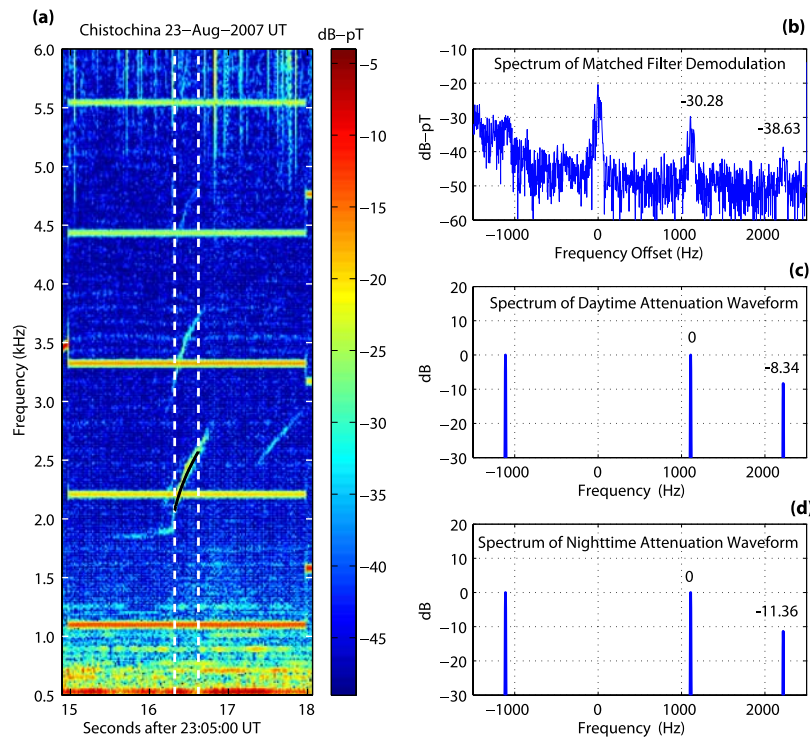 (a)
Chistochina 23−Aug−2007 UT
dB−pT
6.0
5.5
5.0
4.5
4.0
3.5
3.0
2.5
2.0
1.5
1.0
0.5
Frequency (kHz)
15 16 17 18
Seconds after 23:05:00 UT
−5
−10
−15
−20
−25
−30
−35
−40
−45
(b)
Spectrum of Matched Filter Demodulation
-30.28
-38.63
−10
−20
−30
−40
−50
−60
dB−pT
−1000 0 1000 2000
Frequency Offset (Hz)
(c)
Spectrum of Daytime Attenuation Waveform
0
-8.34
20
10
0
−10
−20
−30
dB
−1000 0 1000 2000
Frequency (Hz)
(d)
Spectrum of Nighttime Attenuation Waveform
0
-11.36
20
10
0
−10
−20
−30
dB
−1000 0 1000 2000
Frequency (Hz)